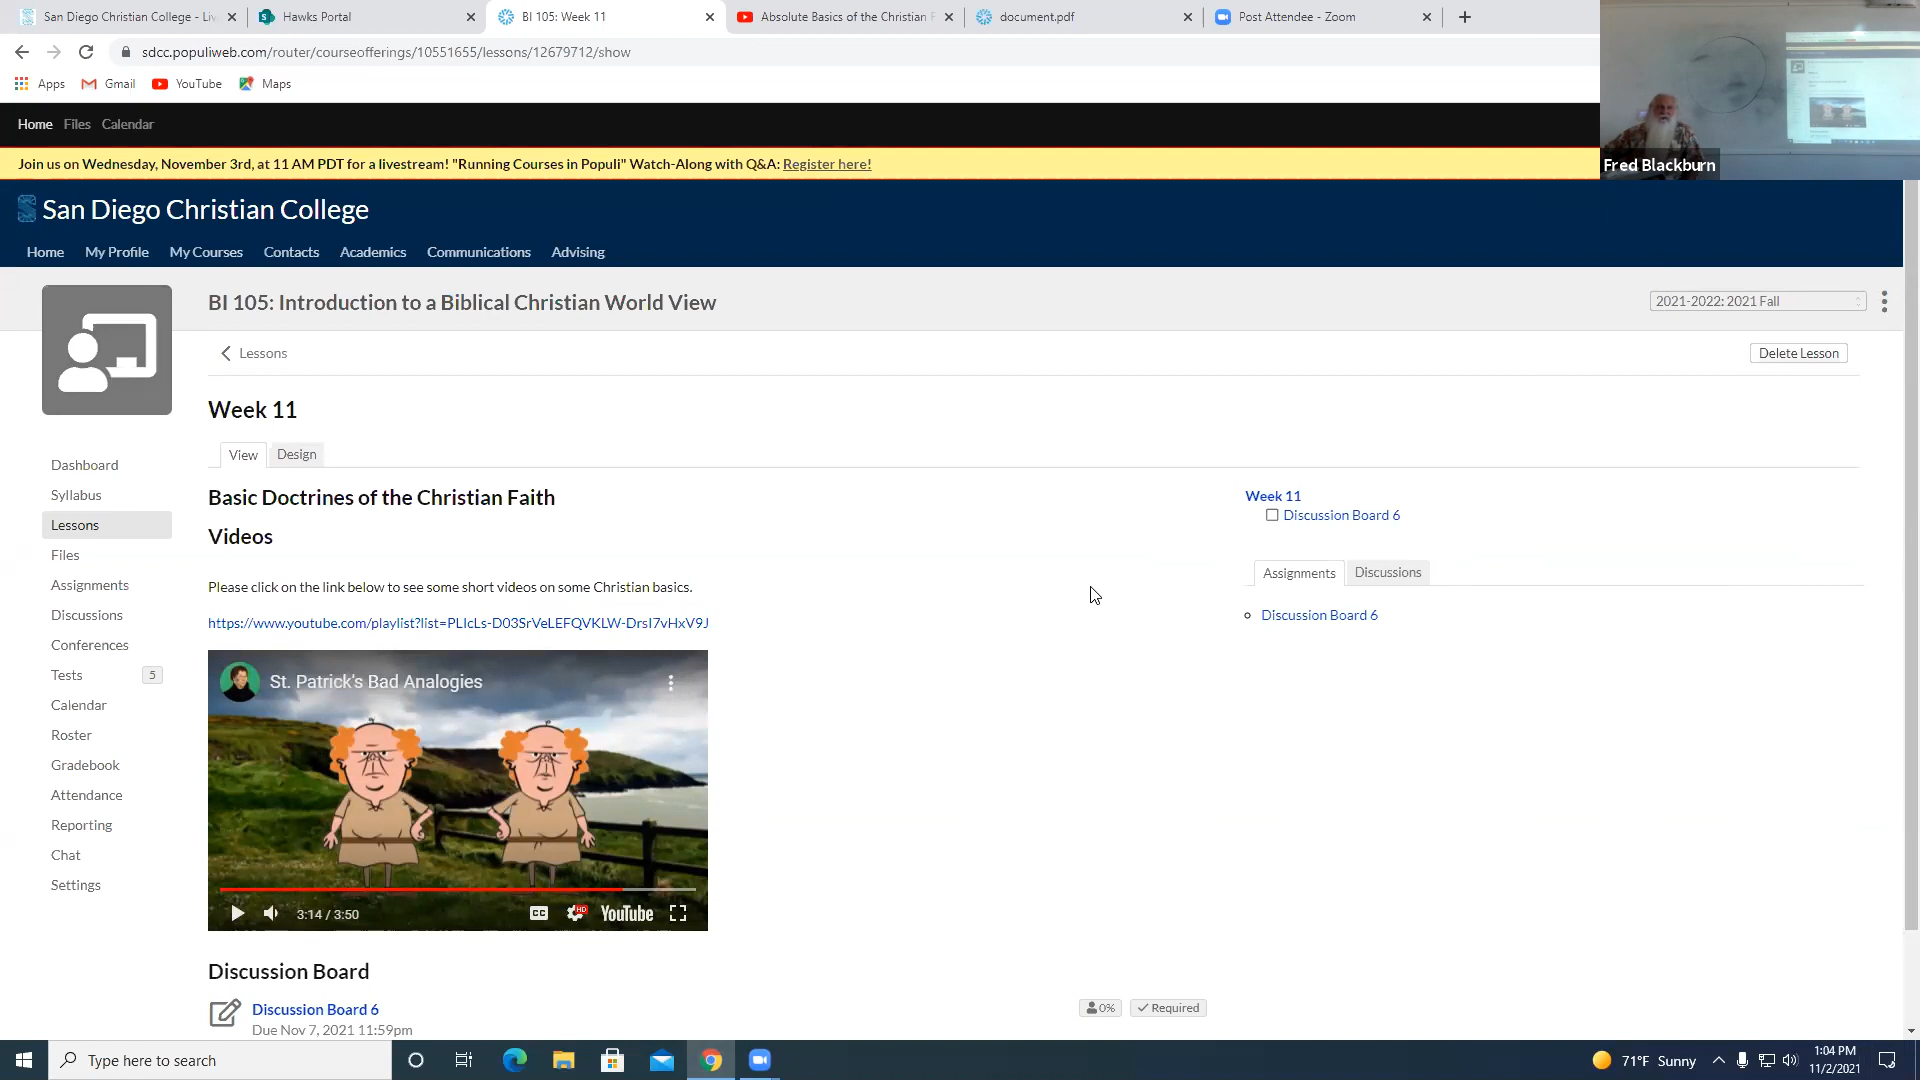 San Diego Christian College - Liv
Hawks Portal
BI 105: Week 11
Absolute Basics of the Christian F
document.pdf
Post Attendee - Zoom
sdcc.populiweb.com/router/courseofferings/10551655/lessons/12679712/show
Apps
Gmail
YouTube
Maps
Home Files Calendar
Join us on Wednesday, November 3rd, at 11 AM PDT for a livestream! "Running Courses in Populi" Watch-Along with Q&A: Register here!
Fred Blackburn
San Diego Christian College
Home My Profile My Courses Contacts Academics Communications Advising
BI 105: Introduction to a Biblical Christian World View
2021-2022: 2021 Fall
Lessons
Delete Lesson
Week 11
View Design
Dashboard
Syllabus
Lessons
Files
Assignments
Discussions
Conferences
Tests 5
Calendar
Roster
Gradebook
Attendance
Reporting
Chat
Settings
Basic Doctrines of the Christian Faith
Videos
Please click on the link below to see some short videos on some Christian basics.
https://www.youtube.com/playlist?list=PLIcLs-D03SrVeLEFQVKLW-DrsI7vHxV9J
St. Patrick's Bad Analogies
3:14 / 3:50
CC
HD
YouTube
Discussion Board
Discussion Board 6
Due Nov 7, 2021 11:59pm
0%
Required
Week 11
Discussion Board 6
Assignments Discussions
Discussion Board 6
Type here to search
71°F Sunny
1:04 PM
11/2/2021